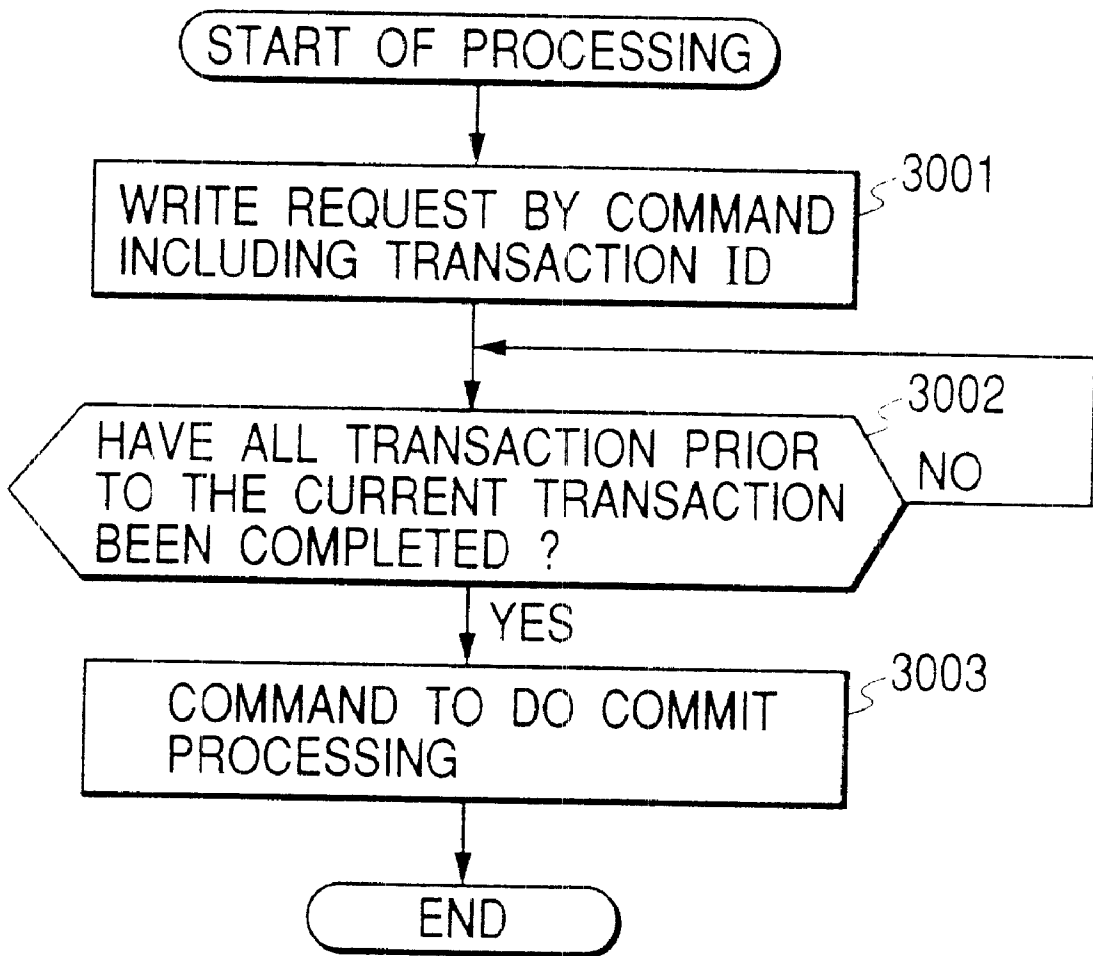 START OF PROCESSING
3001
WRITE REQUEST BY COMMAND
INCLUDING TRANSACTION ID
3002
HAVE ALL TRANSACTION PRIOR
TO THE CURRENT TRANSACTION
BEEN COMPLETED ?
NO
YES
3003
COMMAND TO DO COMMIT
PROCESSING
END